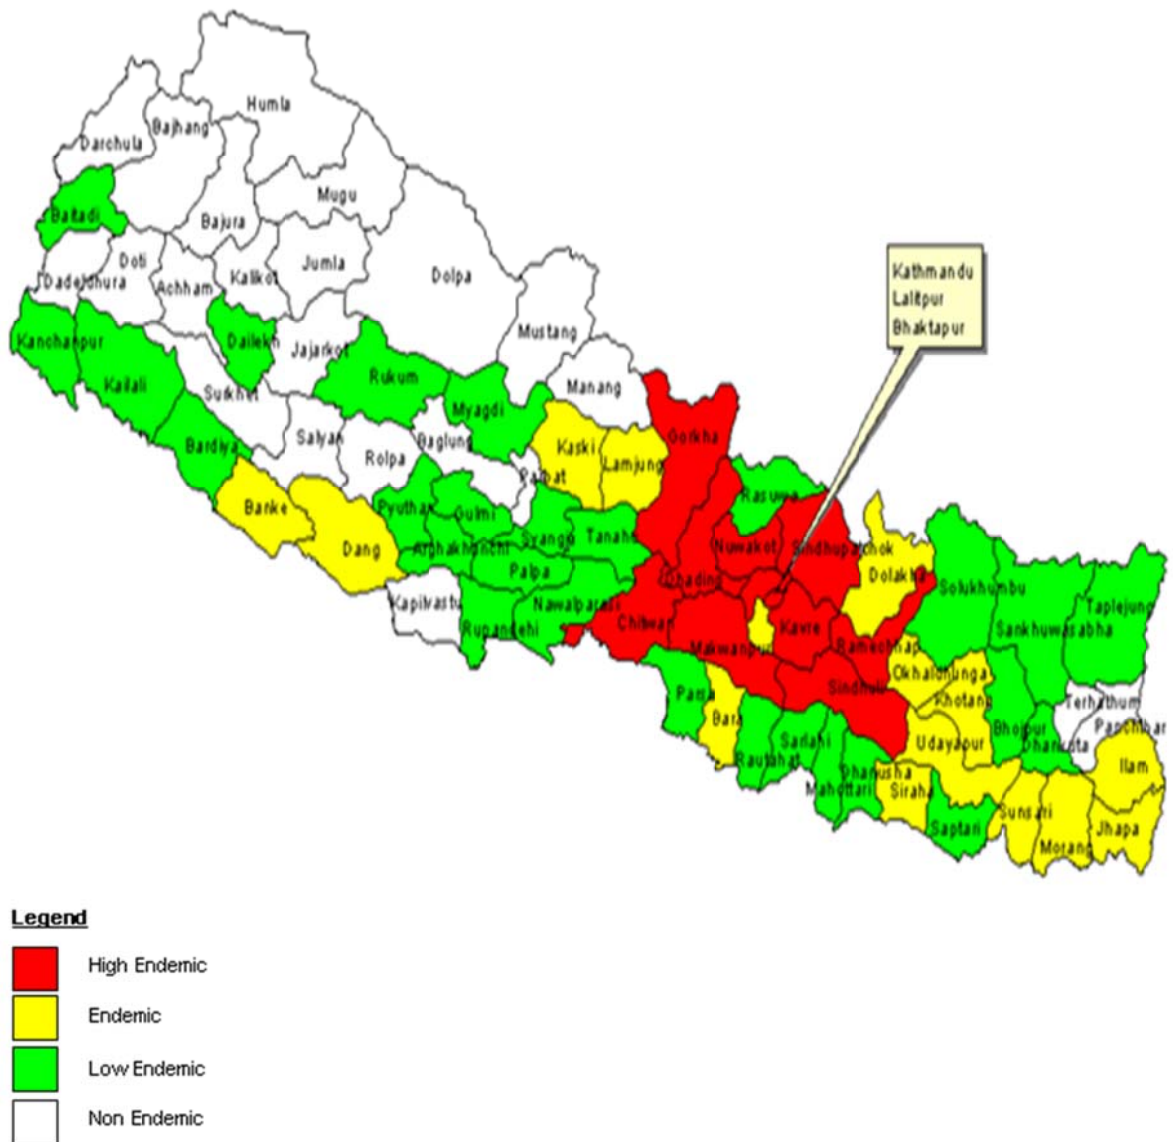 Humla
Bajhang
Darchula
Mugu
Baitadi
Bajura
Doti
Jumla
Kalikot
Dolpa
Dadeldhura
Achham
Kathmandu
Lalitpur
Bhaktapur
Mustang
Kanchanpur
Dailekh
Jajarkot
Kailali
Rukum
Manang
Surkhet
Myagdi
Salyan
Baglung
Gorkha
Bardiya
Rolpa
Kaski
Lamjung
Parbat
Rasuwa
Banke
Pyuthan
Gulmi
Syangja
Tanahu
Dang
Arghakhanchi
Nuwakot
Sindhupalchok
Palpa
Dhading
Dolakha
Solukhumbu
Kapilvastu
Nawalparasi
Taplejung
Rupandehi
Chitwan
Kavre
Sankhuwasabha
Makwanpur
Ramechhap
Okhaldhunga
Parsa
Sindhuli
Khotang
Terhathum
Bara
Bhojpur
Panchthar
Sarlahi
Udayapur
Dhankuta
Rautahat
Dhanusha
Ilam
Mahottari
Siraha
Saptari
Sunsari
Jhapa
Morang
Legend
High Endemic
Endemic
Low Endemic
Non Endemic